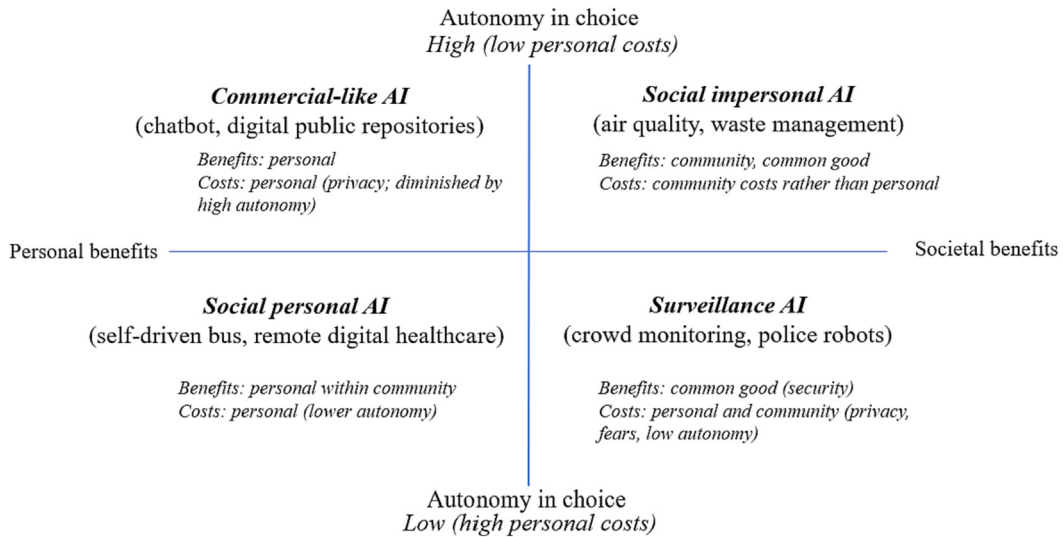 Autonomy in choice
High (low personal costs)
Commercial-like AI
(chatbot, digital public repositories)
Benefits: personal
Costs: personal (privacy; diminished by
high autonomy)
Social impersonal AI
(air quality, waste management)
Benefits: community, common good
Costs: community costs rather than personal
Personal benefits
Societal benefits
Social personal AI
(self-driven bus, remote digital healthcare)
Benefits: personal within community
Costs: personal (lower autonomy)
Surveillance AI
(crowd monitoring, police robots)
Benefits: common good (security)
Costs: personal and community (privacy,
fears, low autonomy)
Autonomy in choice
Low (high personal costs)